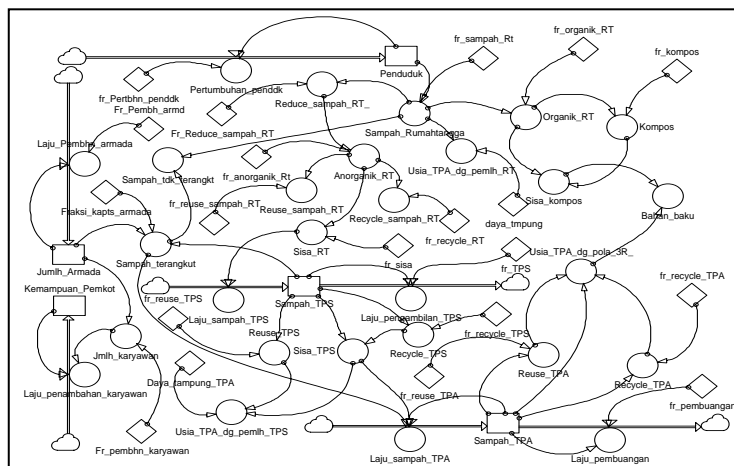 fr_sampah_Rt
fr_organik_RT
fr_kompos
Penduduk
fr_Pertbhn_penddk
Pertumbuhan_penddk
Fr_Pembh_armd
Reduce_sampah_RT_
Fr_Reduce_sampah_RT
Sampah_Rumahtangga
Organik_RT
Kompos
Laju_Pembhn_armada
Sampah_tdk_terangkt
fr_anorganik_Rt
Anorganik_RT
Usia_TPA_dg_pemlh_RT
Fraksi_kapts_armada
fr_reuse_sampah_RT
Reuse_sampah_RT
Recycle_sampah_RT
daya_tmpung
Sisa_kompos
Bahan_baku
fr_recycle_RT
Sisa_RT
Jumlh_Armada
Sampah_terangkut
fr_sisa
fr_TPS
Usia_TPA_dg_pola_3R_
Kemampuan_Pemkot
fr_reuse_TPS
Sampah_TPS
fr_recycle_TPA
Laju_sampah_TPS
Laju_pengambilan_TPS
Jmlh_karyawan
Reuse_TPS
Sisa_TPS
Recycle_TPS
fr_recycle_TPS
Laju_penambahan_karyawan
Daya_tampung_TPA
Reuse_TPA
Recycle_TPA
fr_reuse_TPA
fr_pembuangan
Fr_pembhn_karyawan
Usia_TPA_dg_pemlh_TPS
Sampah_TPA
Laju_sampah_TPA
Laju_pembuangan